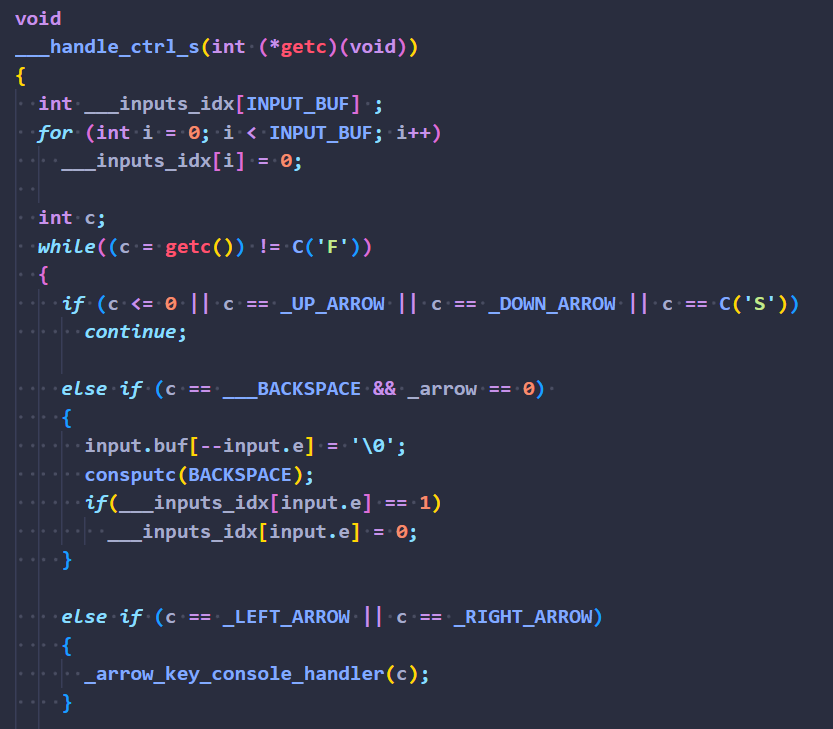 void
___handle_ctrl_s(int (*getc)(void))
{
  int ___inputs_idx[INPUT_BUF] ;
  for (int i = 0; i < INPUT_BUF; i++)
    ___inputs_idx[i] = 0;

  int c;
  while((c = getc()) != C('F'))
  {
    if (c <= 0 || c == _UP_ARROW || c == _DOWN_ARROW || c == C('S'))
      continue;

    else if (c == ___BACKSPACE && _arrow == 0)
    {
      input.buf[--input.e] = '\0';
      consputc(BACKSPACE);
      if(___inputs_idx[input.e] == 1)
        ___inputs_idx[input.e] = 0;
    }

    else if (c == _LEFT_ARROW || c == _RIGHT_ARROW)
    {
      _arrow_key_console_handler(c);
    }